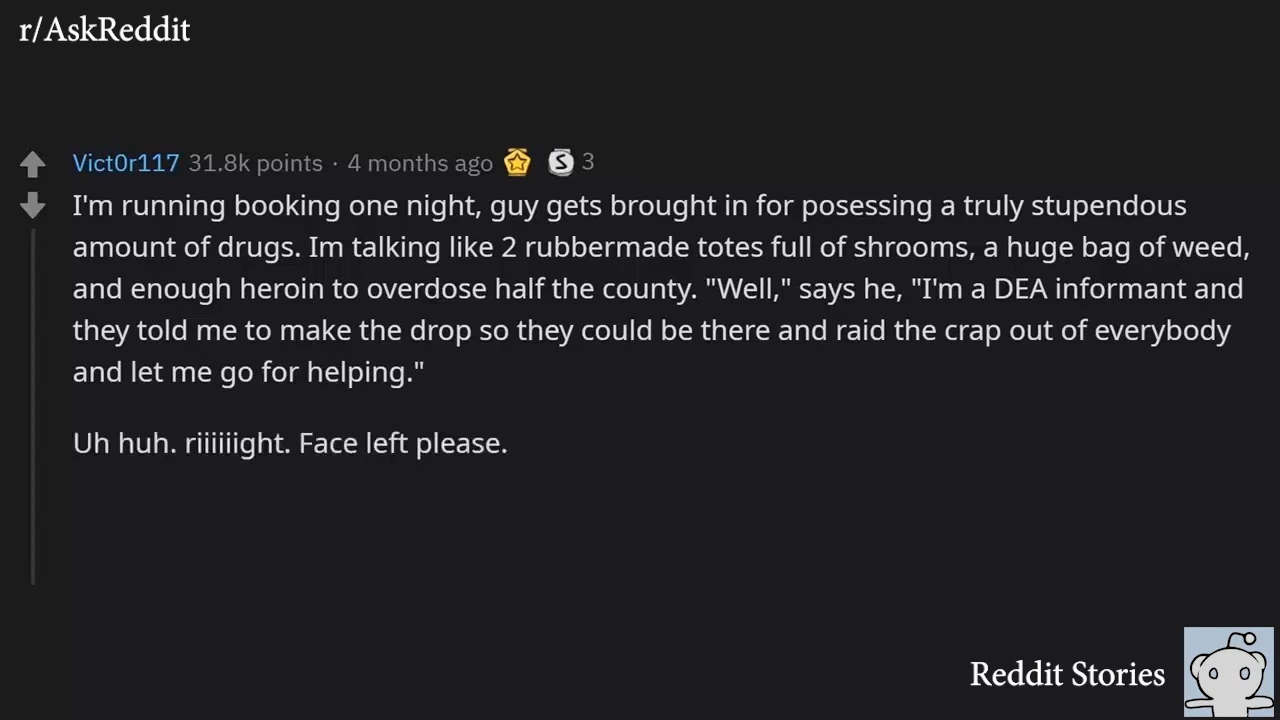 r/AskReddit
Vict0r117 31.8k points · 4 months ago S 3
I'm running booking one night, guy gets brought in for posessing a truly stupendous
amount of drugs. Im talking like 2 rubbermade totes full of shrooms, a huge bag of weed,
and enough heroin to overdose half the county. "Well," says he, "I'm a DEA informant and
they told me to make the drop so they could be there and raid the crap out of everybody
and let me go for helping."
Uh huh. riiiiiight. Face left please.
Reddit Stories